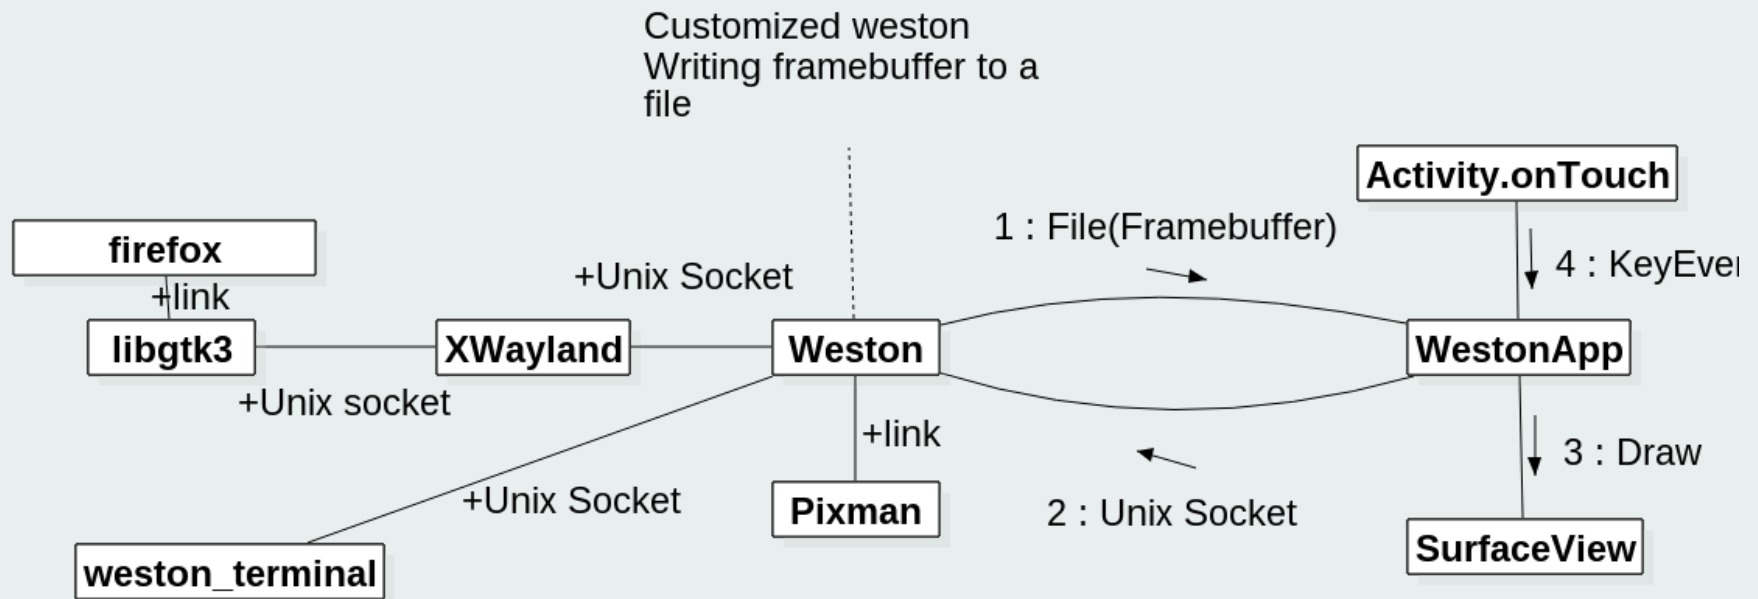 Customized weston
Writing framebuffer to a
file
Activity.onTouch
1 : File(Framebuffer)
firefox
+Unix Socket
4 : KeyEve
+link
libgtk3
XWayland
Weston
WestonApp
+Unix socket
+link
3 : Draw
+Unix Socket
Pixman
2 : Unix Socket
SurfaceView
weston_terminal